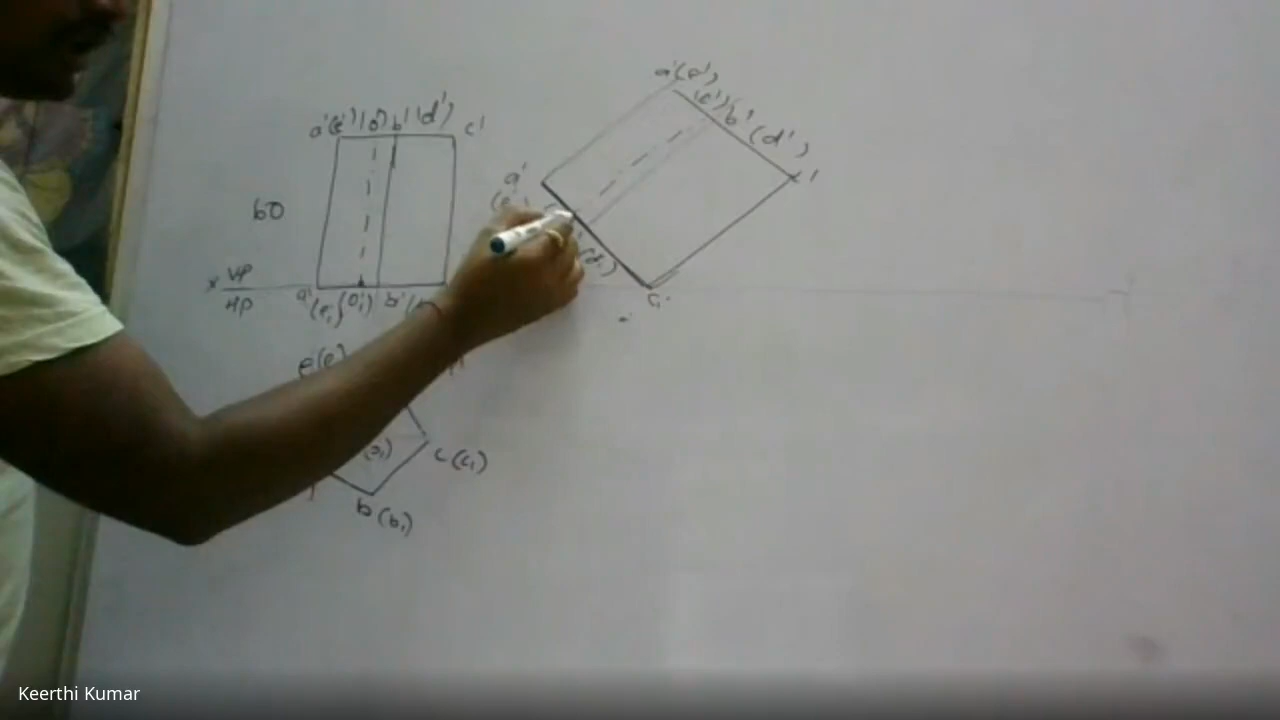 a'(e')(o')b'(d') c'
60
x VP
HP
a' (e₁')(o₁') b'
e(e
(o₁)
c(c₁)
b(b₁)
a'(e')
(o')b'(d')
a'
(d₁')
c₁'
Keerthi Kumar